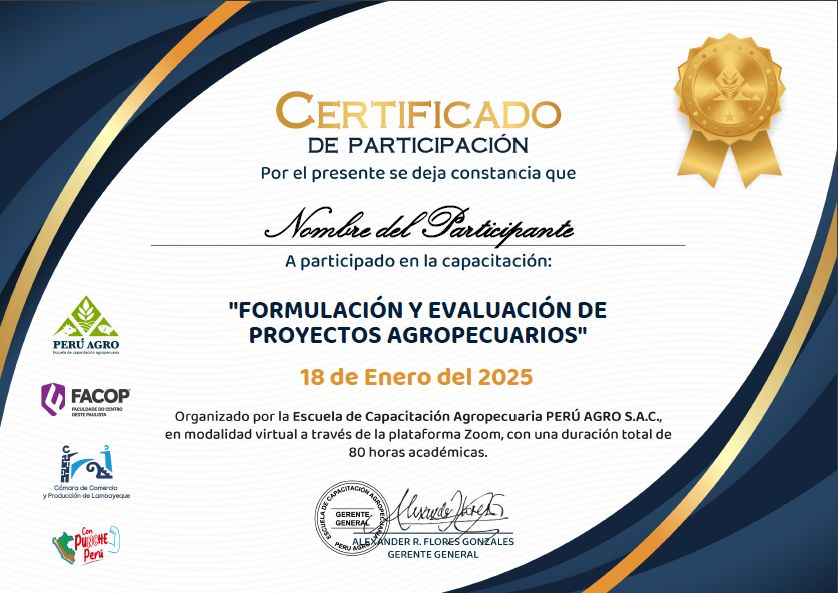 CERTIFICADO
DE PARTICIPACIÓN
Por el presente se deja constancia que
Nombre del Participante
A participado en la capacitación:
"FORMULACIÓN Y EVALUACIÓN DE
PROYECTOS AGROPECUARIOS"
18 de Enero del 2025
Organizado por la Escuela de Capacitación Agropecuaria PERÚ AGRO S.A.C.,
en modalidad virtual a través de la plataforma Zoom, con una duración total de
80 horas académicas.
PERÚ AGRO
Escuela de capacitación agropecuaria
FACOP
FACULDADE DO CENTRO
OESTE PAULISTA
Cámara de Comercio
y Producción de Lambayeque
Con
PUNCHE
Perú
ESCUELA DE CAPACITACIÓN AGROPECUARIA
GERENTE
GENERAL
PERU AGRO
ALEXANDER R. FLORES GONZALES
GERENTE GENERAL